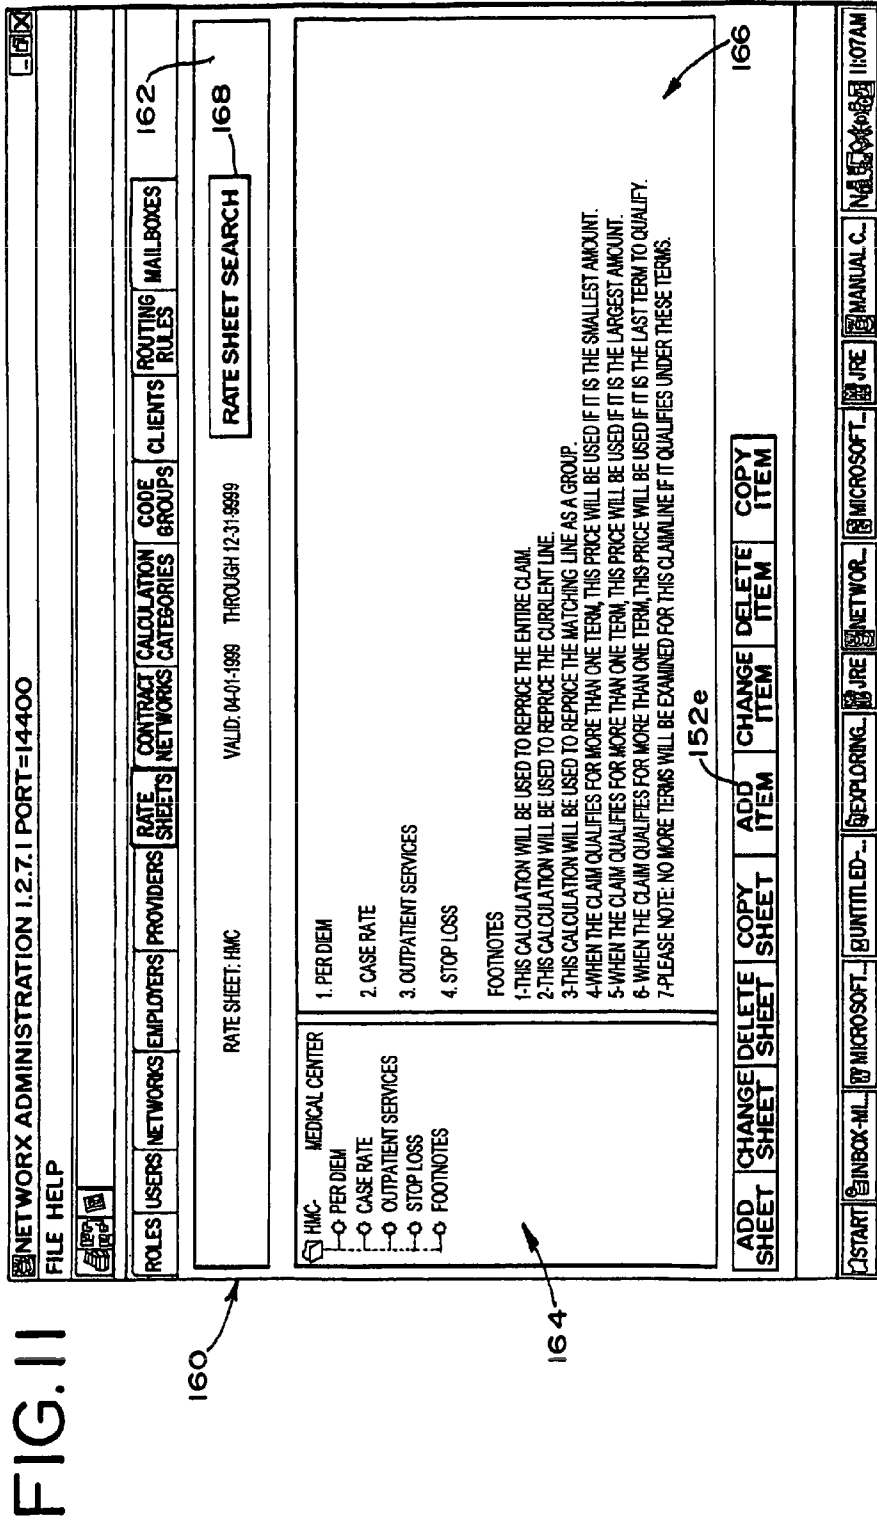 FIG. 11
NETWORX ADMINISTRATION 1.2.7.1 PORT=14400
FILE HELP
ROLES USERS NETWORKS EMPLOYERS PROVIDERS RATE SHEETS CONTRACT NETWORKS CALCULATION CATEGORIES CODE GROUPS CLIENTS ROUTING RULES MAILBOXES
162
160
RATE SHEET: HMC VALID: 04-01-1999 THROUGH 12-31-9999 RATE SHEET SEARCH
168
HMC- MEDICAL CENTER
PER DIEM
CASE RATE
OUTPATIENT SERVICES
STOP LOSS
FOOTNOTES
164
1. PER DIEM
2. CASE RATE
3. OUTPATIENT SERVICES
4. STOP LOSS
FOOTNOTES
1-THIS CALCULATION WILL BE USED TO REPRICE THE ENTIRE CLAIM.
2-THIS CALCULATION WILL BE USED TO REPRICE THE CURRLENT LINE.
3-THIS CALCULATION WILL BE USED TO REPRICE THE MATCHING LINE AS A GROUP.
4-WHEN THE CLAIM QUALIFIES FOR MORE THAN ONE TERM, THIS PRICE WILL BE USED IF IT IS THE SMALLEST AMOUNT.
5-WHEN THE CLAIM QUALIFIES FOR MORE THAN ONE TERM, THIS PRICE WILL BE USED IF IT IS THE LARGEST AMOUNT.
6- WHEN THE CLAIM QUALIFIES FOR MORE THAN ONE TERM, THIS PRICE WILL BE USED IF IT IS THE LAST TERM TO QUALIFY.
7-PLEASE NOTE: NO MORE TERMS WILL BE EXAMINED FOR THIS CLAIMLINE IF IT QUALIFIES UNDER THESE TERMS.
166
152e
ADD SHEET CHANGE SHEET DELETE SHEET COPY SHEET ADD ITEM CHANGE ITEM DELETE ITEM COPY ITEM
START INBOX-MI... MICROSOFT... UNTITLED-... EXPLORING... JRE NETWOR... MICROSOFT... JRE MANUAL C... 11:07AM